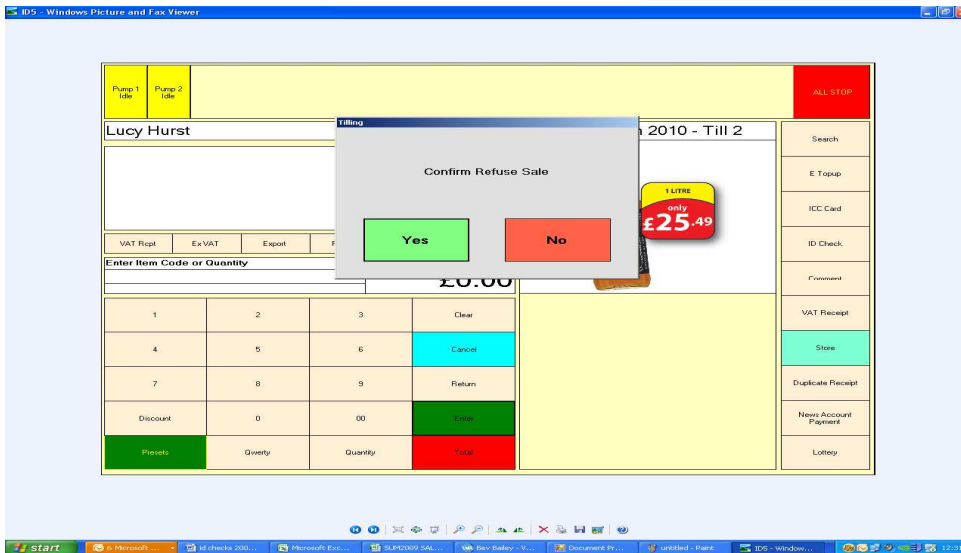 ID5 - Windows Picture and Fax Viewer
Pump 1 Idle
Pump 2 Idle
ALL STOP
Lucy Hurst
Tilling
2010 - Till 2
Search
Confirm Refuse Sale
E Topup
1 LITRE
only
£25.49
ICC Card
Yes
No
VAT Rcpt
Ex VAT
Export
ID Check
Enter Item Code or Quantity
Comment
£0.00
1
2
3
Clear
VAT Receipt
4
5
6
Cancel
Store
7
8
9
Return
Duplicate Receipt
Discount
0
00
Enter
News Account Payment
Presets
Qwerty
Quantity
Total
Lottery
start
Microsoft ...
id checks 200...
Microsoft Exc...
SUM2009 SAL...
Bev Bailey - V...
Document Pr...
untitled - Paint
ID5 - Window...